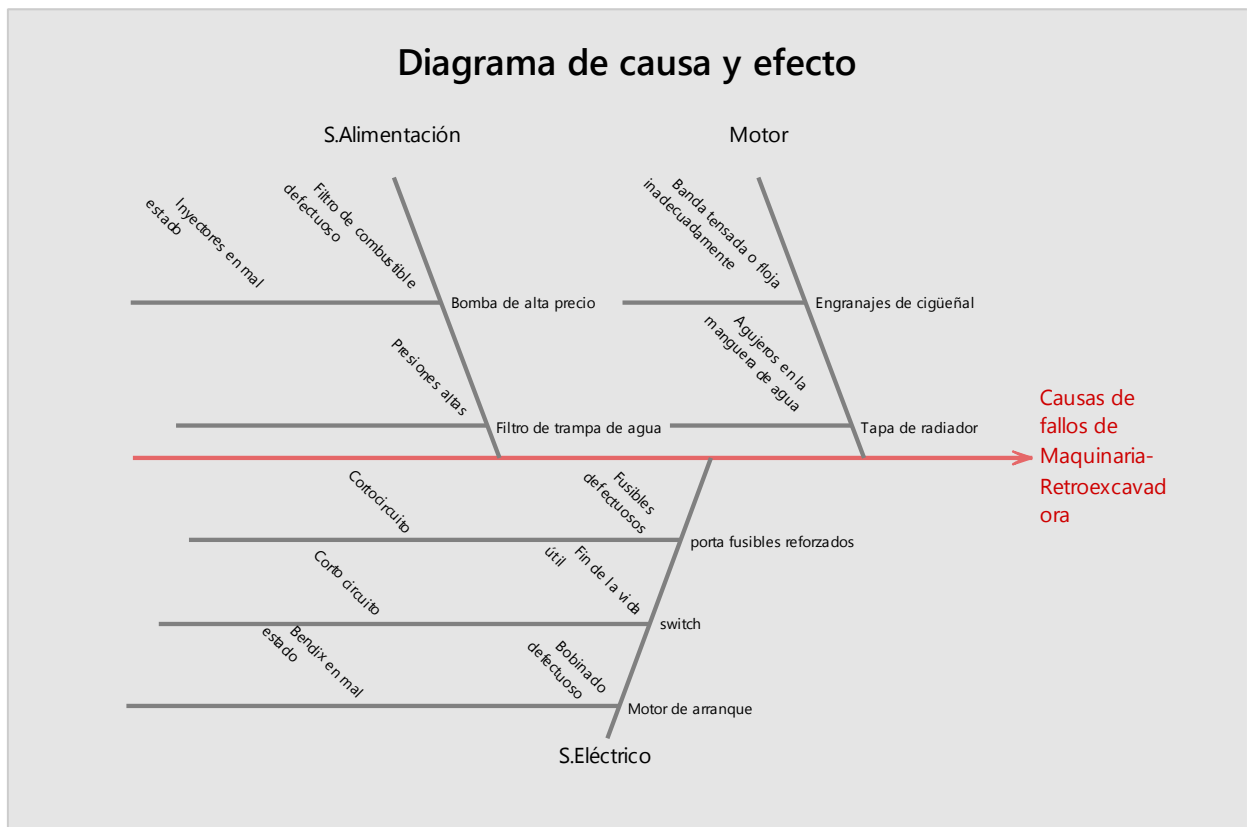 Diagrama de causa y efecto
S.Alimentación
Motor
Inyectores en mal
estado
Filtro de combustible
defectuoso
Bomba de alta precio
Presiones altas
Filtro de trampa de agua
Banda tensada o floja
inadecuadamente
Engranajes de cigüeñal
Agujeros en la
manguera de agua
Tapa de radiador
Causas de
fallos de
Maquinaria-
Retroexcavad
ora
Cortocircuito
Fusibles
defectuosos
porta fusibles reforzados
Corto circuito
Fin de la vida
útil
switch
Bendix en mal
estado
Bobinado
defectuoso
Motor de arranque
S.Eléctrico